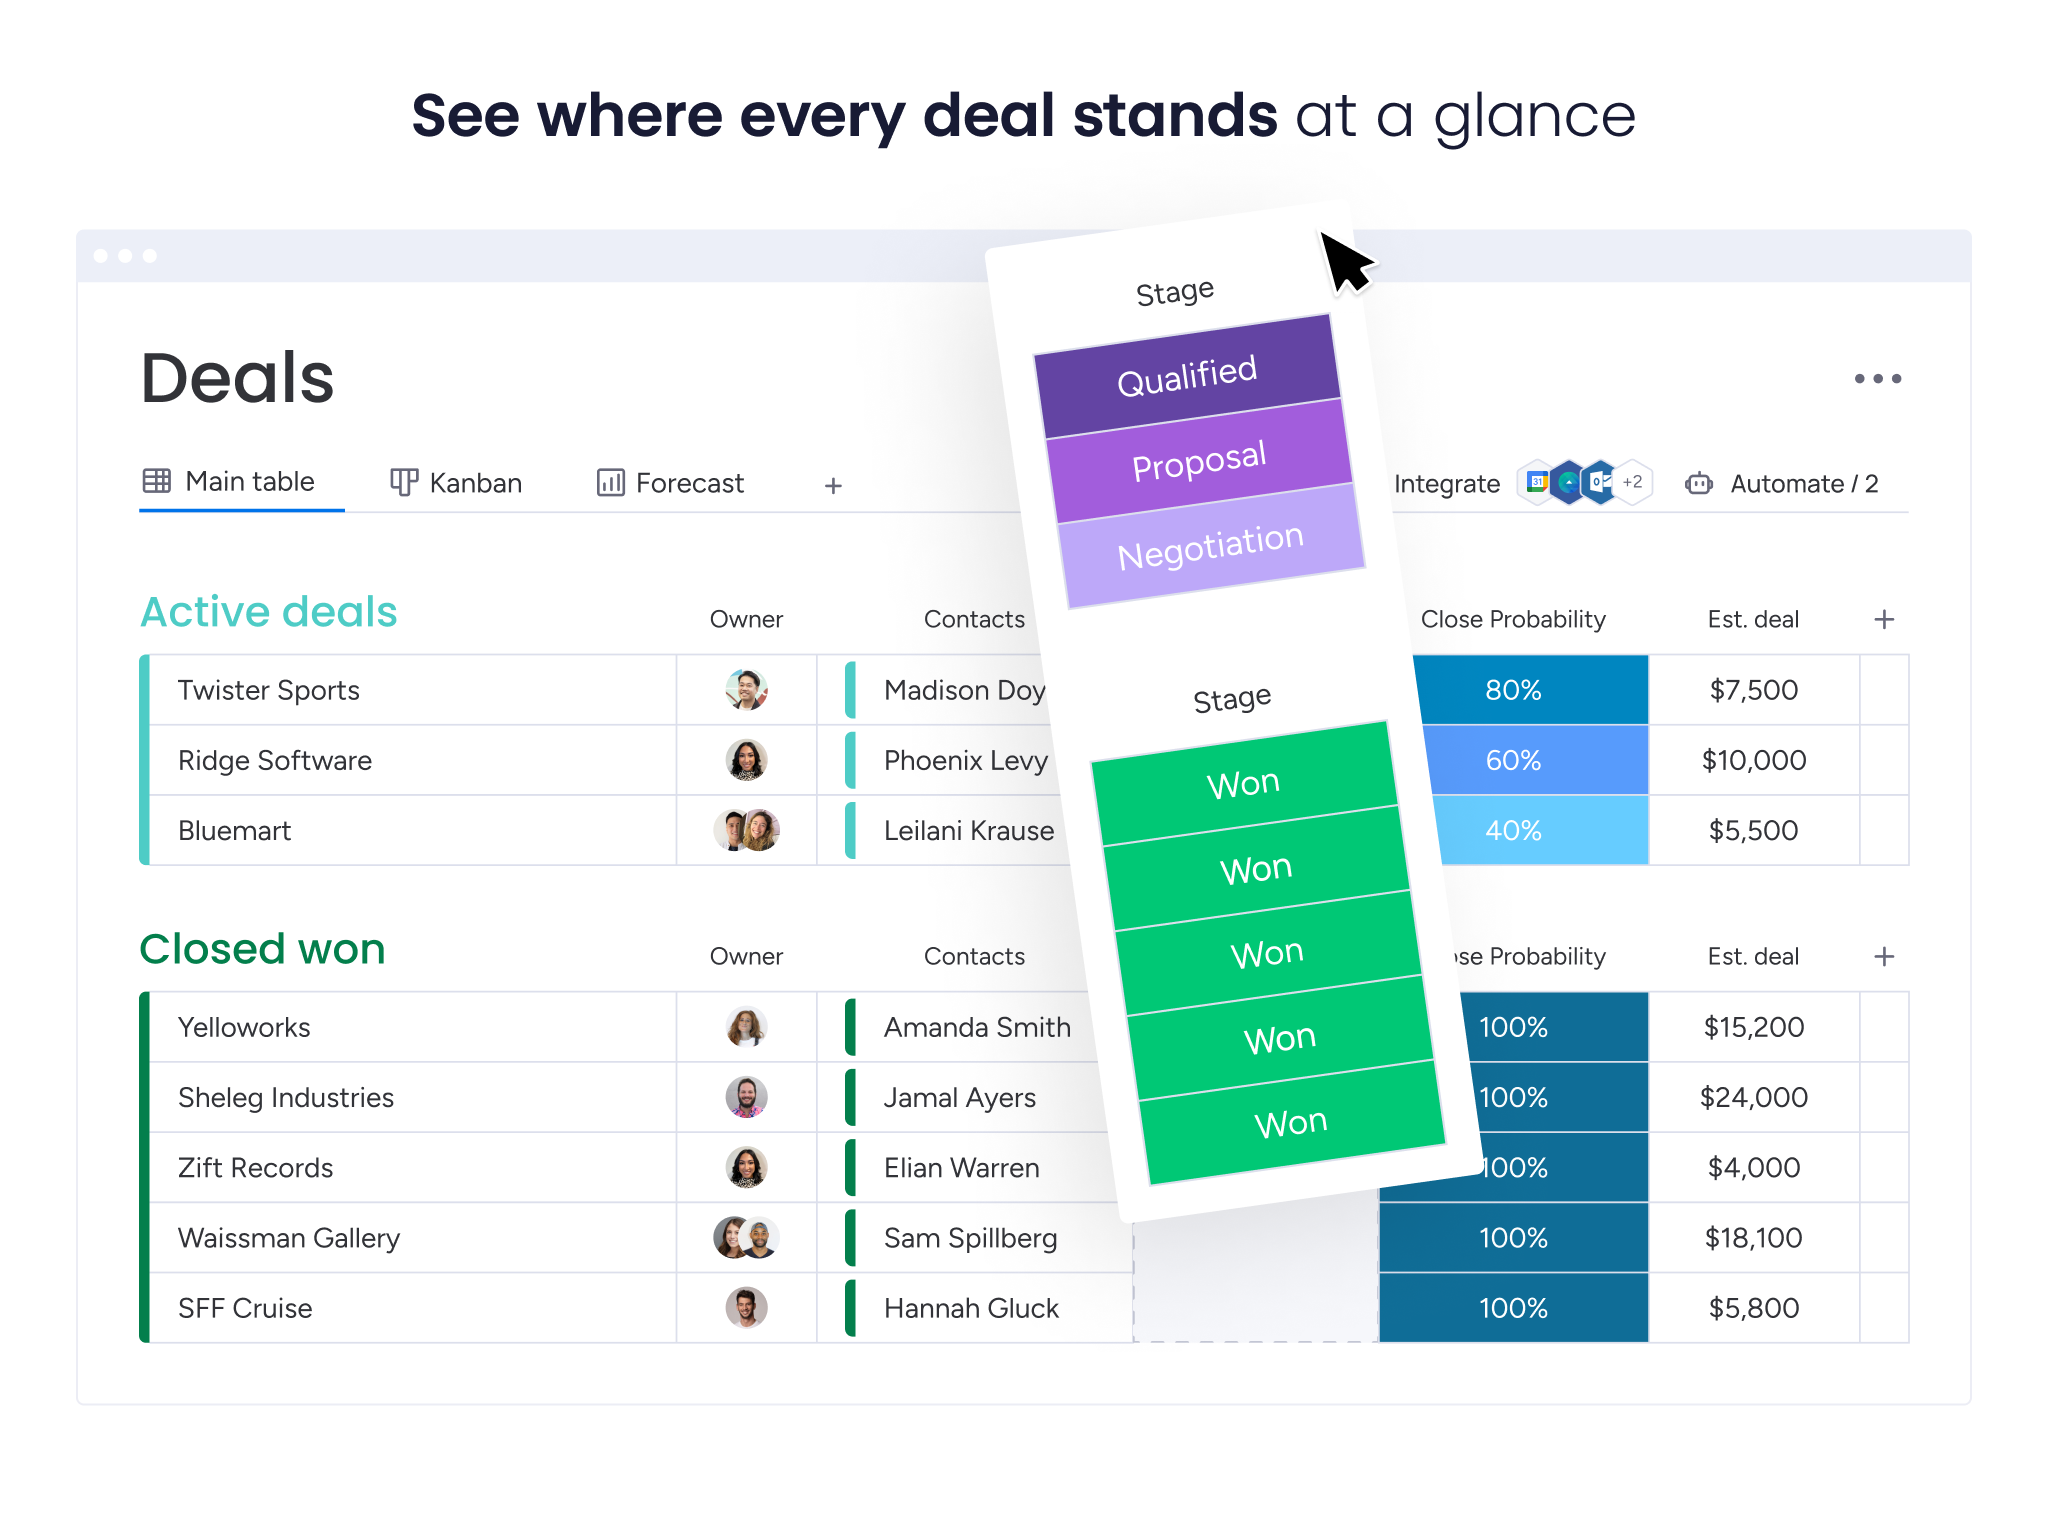 See where every deal stands at a glance
Deals
Main table
Kanban
Forecast
+
Integrate
31
+2
Automate / 2
Stage
Qualified
Proposal
Negotiation
Active deals Owner Contacts Close Probability Est. deal +
Twister Sports Madison Doy 80% $7,500
Ridge Software Phoenix Levy 60% $10,000
Bluemart Leilani Krause 40% $5,500
Stage
Won
Won
Won
Won
Won
Closed won Owner Contacts ose Probability Est. deal +
Yelloworks Amanda Smith 100% $15,200
Sheleg Industries Jamal Ayers 100% $24,000
Zift Records Elian Warren 100% $4,000
Waissman Gallery Sam Spillberg 100% $18,100
SFF Cruise Hannah Gluck 100% $5,800